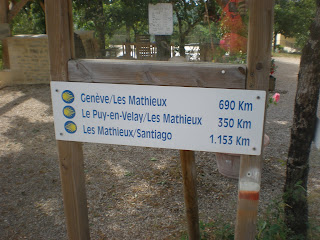 Genève/Les Mathieux 690 Km
Le Puy-en-Velay/Les Mathieux 350 Km
Les Mathieux/Santiago 1.153 Km